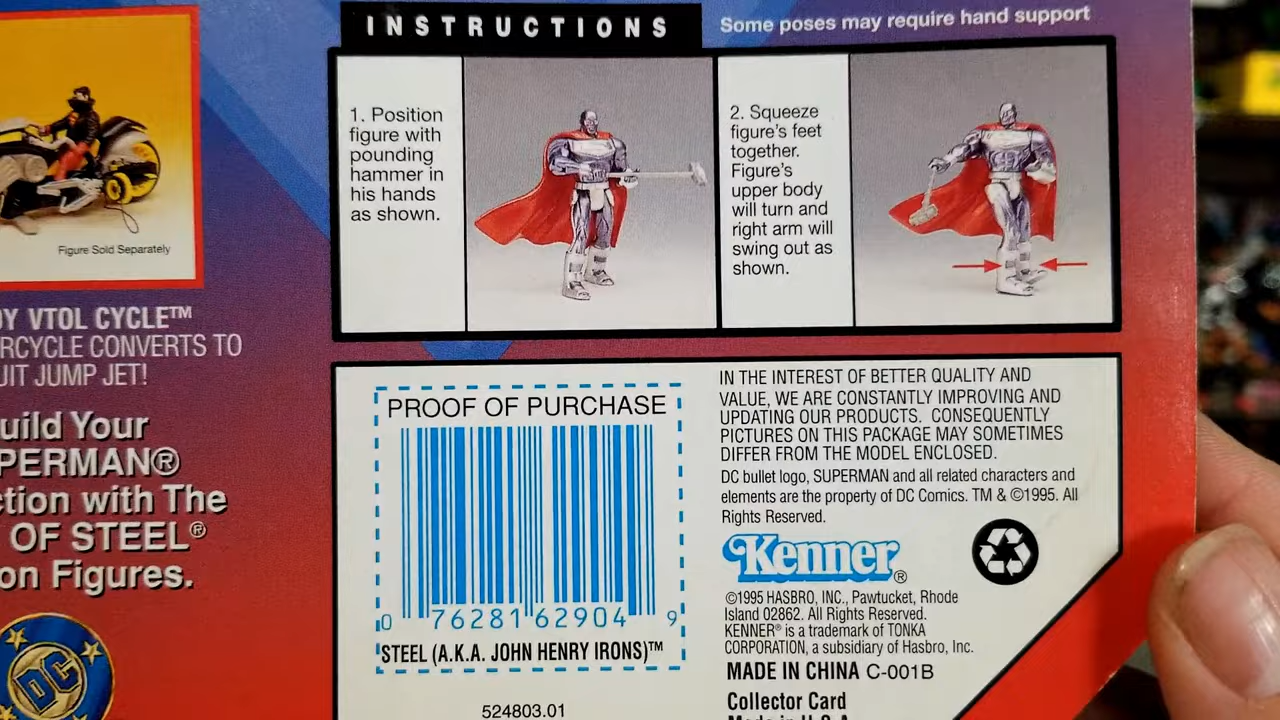 INSTRUCTIONS
Some poses may require hand support
1. Position
figure with
pounding
hammer in
his hands
as shown.
2. Squeeze
figure's feet
together.
Figure's
upper body
will turn and
right arm will
swing out as
shown.
Figure Sold Separately
VTOL CYCLE™
CONVERTS TO
JUMP JET!
Your
with The
OF STEEL®
Figures.
DC
PROOF OF PURCHASE
0 76281 62904 9
STEEL (A.K.A. JOHN HENRY IRONS)™
524803.01
IN THE INTEREST OF BETTER QUALITY AND
VALUE, WE ARE CONSTANTLY IMPROVING AND
UPDATING OUR PRODUCTS. CONSEQUENTLY
PICTURES ON THIS PACKAGE MAY SOMETIMES
DIFFER FROM THE MODEL ENCLOSED.
DC bullet logo, SUPERMAN and all related characters and
elements are the property of DC Comics. TM & ©1995. All
Rights Reserved.
Kenner®
©1995 HASBRO, INC., Pawtucket, Rhode
Island 02862. All Rights Reserved.
KENNER® is a trademark of TONKA
CORPORATION, a subsidiary of Hasbro, Inc.
MADE IN CHINA C-001B
Collector Card
Made in U.S.A.